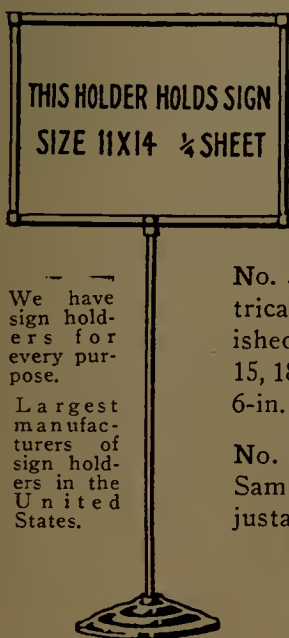 THIS HOLDER HOLDS SIGN
SIZE 11X14 ¼ SHEET
We have
sign hold-
ers for
every pur-
pose.
Largest
manufac-
turers of
sign hold-
ers in the
United
States.
No.
trica
ished
15, 18
6-in.
No.
Sam
justa